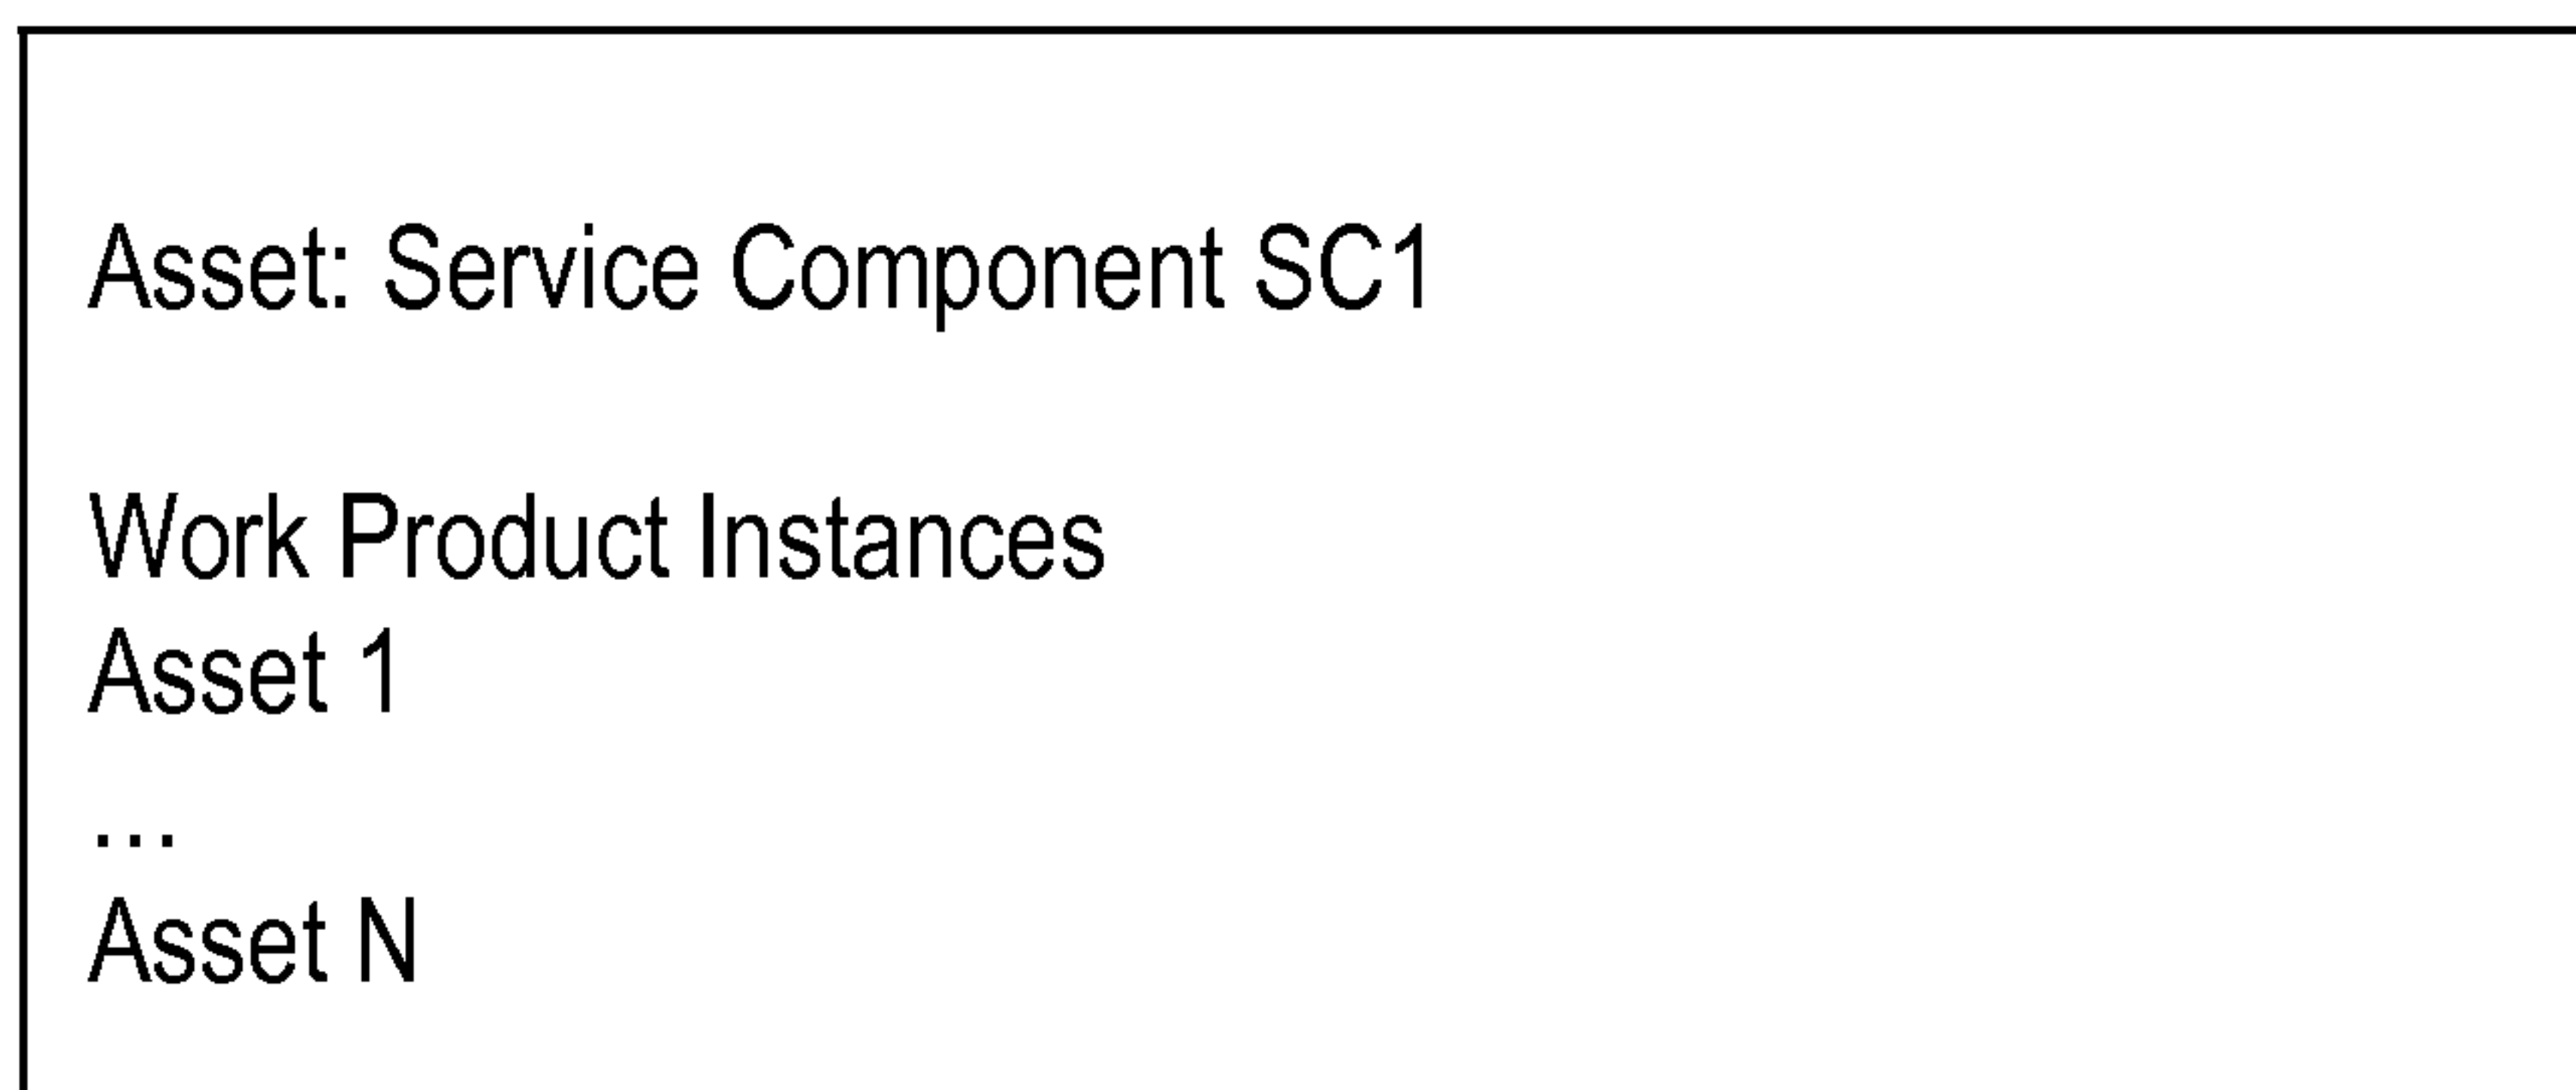 Asset: Service Component SC1
Work Product Instances
Asset 1
...
Asset N